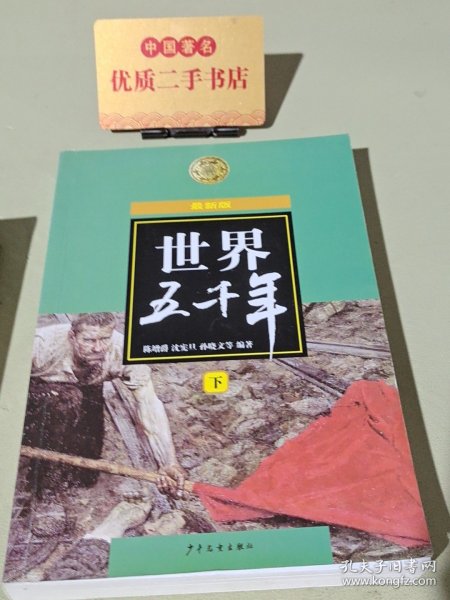 中国著名
优质二手书店
最新版
世界
五千年
陈增爵 沈宪旦 孙晓文等 编著
下
少年儿童出版社
孔夫子旧书网
www.kongfz.com